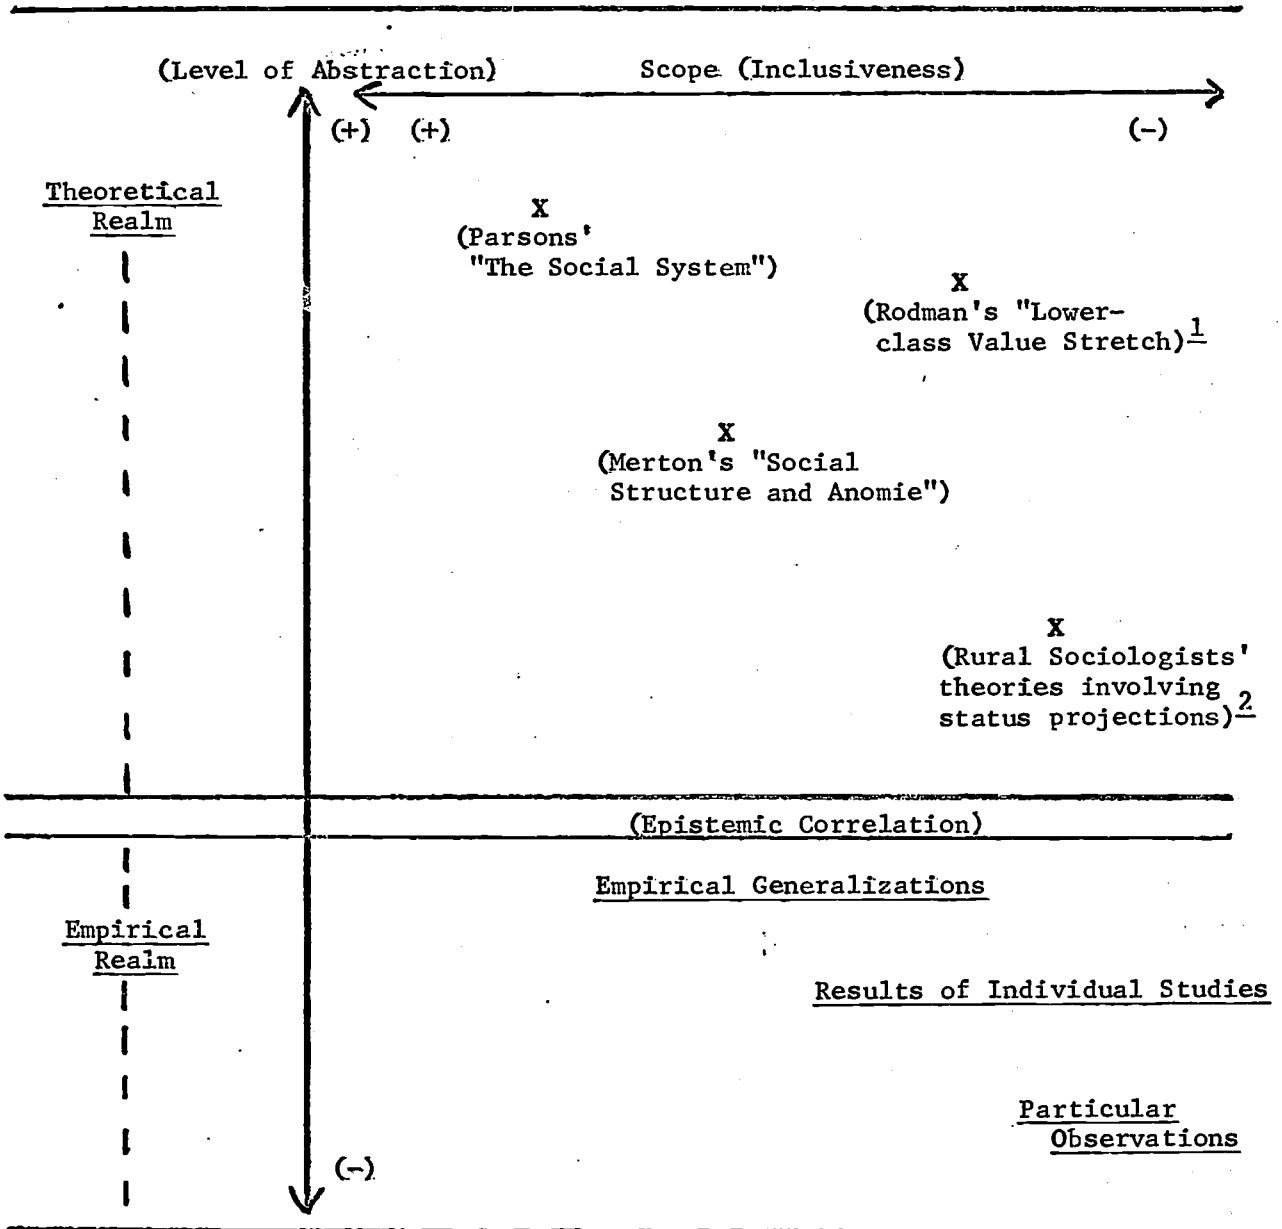 (Level of Abstraction) Scope (Inclusiveness)
(+) (+) (-)
Theoretical
Realm
X
(Parsons'
"The Social System")
X
(Rodman's "Lower-
class Value Stretch)1
X
(Merton's "Social
Structure and Anomie")
X
(Rural Sociologists'
theories involving
status projections)2
(Epistemic Correlation)
Empirical Generalizations
Empirical
Realm
Results of Individual Studies
Particular
Observations
(-)